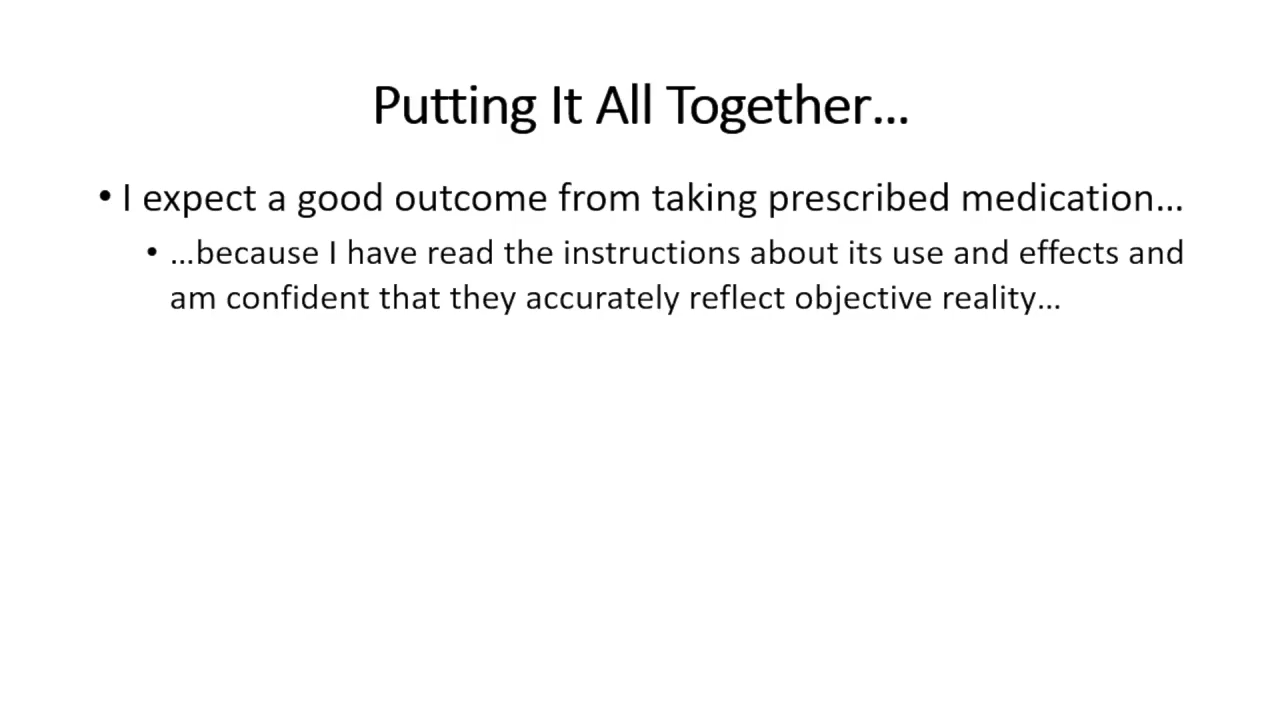 Putting It All Together…
• I expect a good outcome from taking prescribed medication…
• …because I have read the instructions about its use and effects and
am confident that they accurately reflect objective reality…